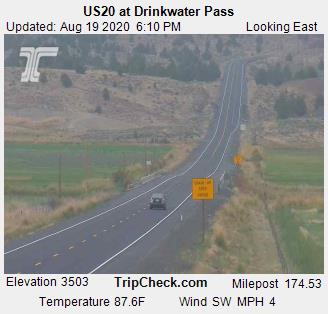 US20 at Drinkwater Pass
Updated: Aug 19 2020 6:10 PM Looking East
Elevation 3503 TripCheck.com Milepost 174.53
Temperature 87.6F Wind SW MPH 4